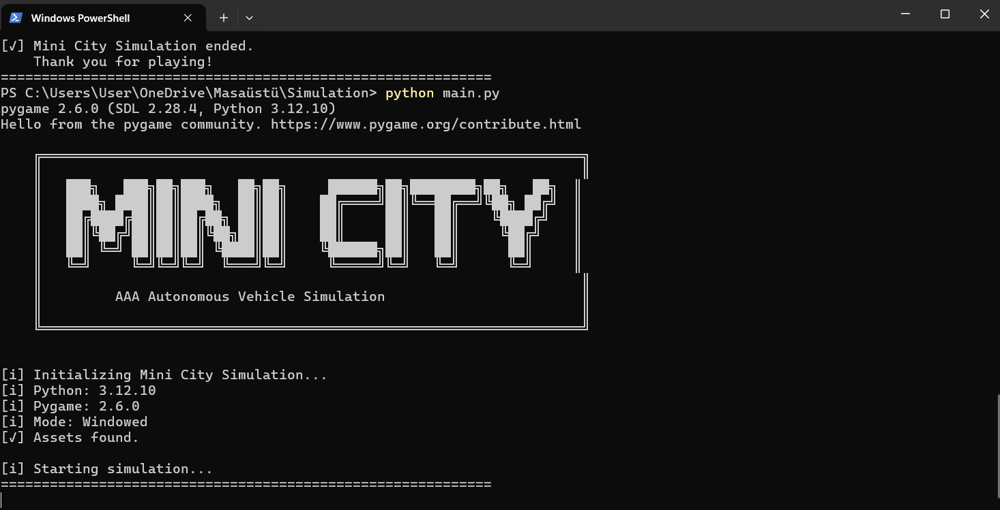 Windows PowerShell
[√] Mini City Simulation ended.
Thank you for playing!
============================================================
PS C:\Users\User\OneDrive\Masaüstü\Simulation> python main.py
pygame 2.6.0 (SDL 2.28.4, Python 3.12.10)
Hello from the pygame community. https://www.pygame.org/contribute.html
MINI CITY
AAA Autonomous Vehicle Simulation
[i] Initializing Mini City Simulation...
[i] Python: 3.12.10
[i] Pygame: 2.6.0
[i] Mode: Windowed
[√] Assets found.
[i] Starting simulation...
============================================================